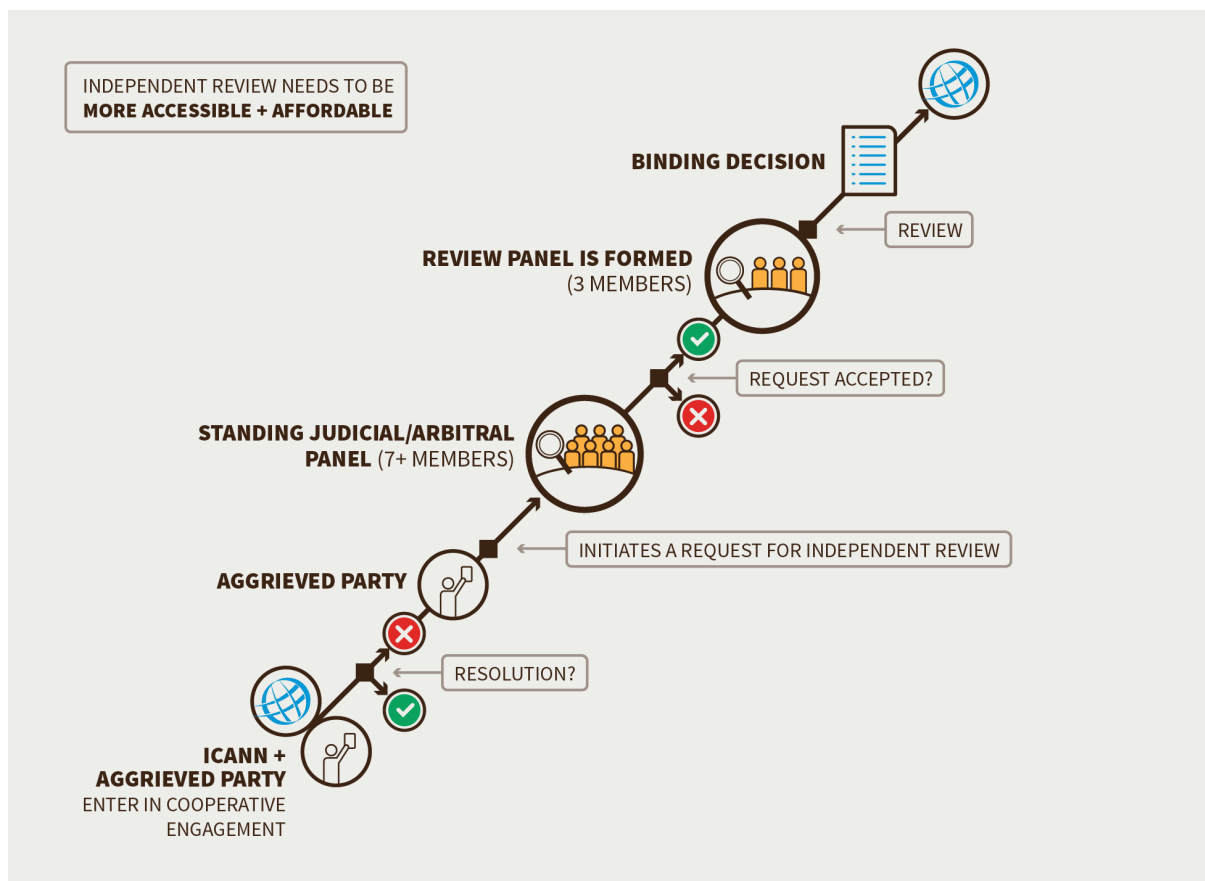 INDEPENDENT REVIEW NEEDS TO BE
MORE ACCESSIBLE + AFFORDABLE
BINDING DECISION
REVIEW
REVIEW PANEL IS FORMED
(3 MEMBERS)
REQUEST ACCEPTED?
STANDING JUDICIAL/ARBITRAL
PANEL (7+ MEMBERS)
INITIATES A REQUEST FOR INDEPENDENT REVIEW
AGGRIEVED PARTY
RESOLUTION?
ICANN +
AGGRIEVED PARTY
ENTER IN COOPERATIVE
ENGAGEMENT